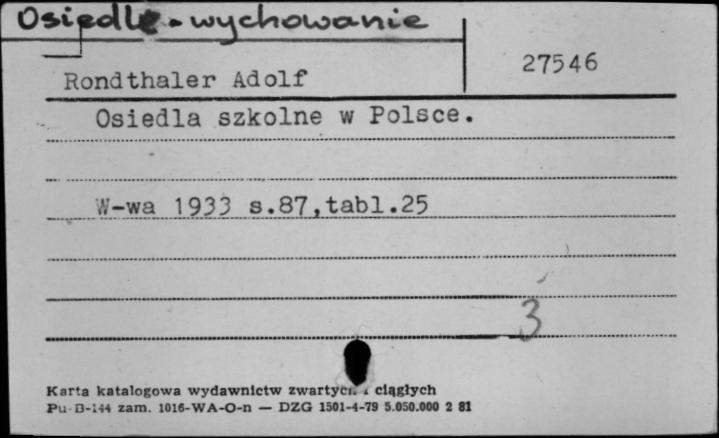 Osiedle - wychowanie
27546
Rondthaler Adolf
Osiedla szkolne w Polsce.
W-wa 1933 s.87,tabl.25
3
Karta katalogowa wydawnictw zwartych i ciągłych
Pu-B-144 zam. 1016-WA-O-n — DZG 1501-4-79 5.050.000 2 81